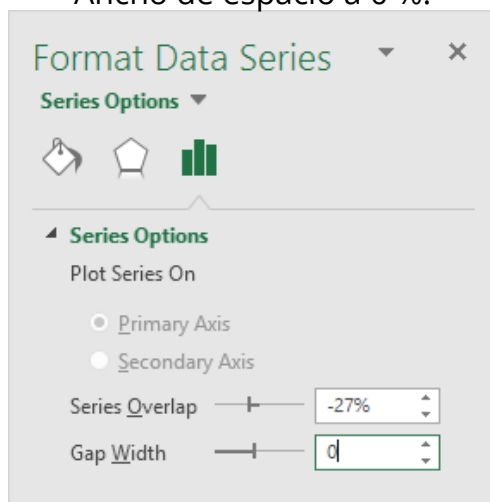 Ancho de espacio a 0 %.
Format Data Series
Series Options
Series Options
Plot Series On
Primary Axis
Secondary Axis
Series Overlap -27%
Gap Width 0